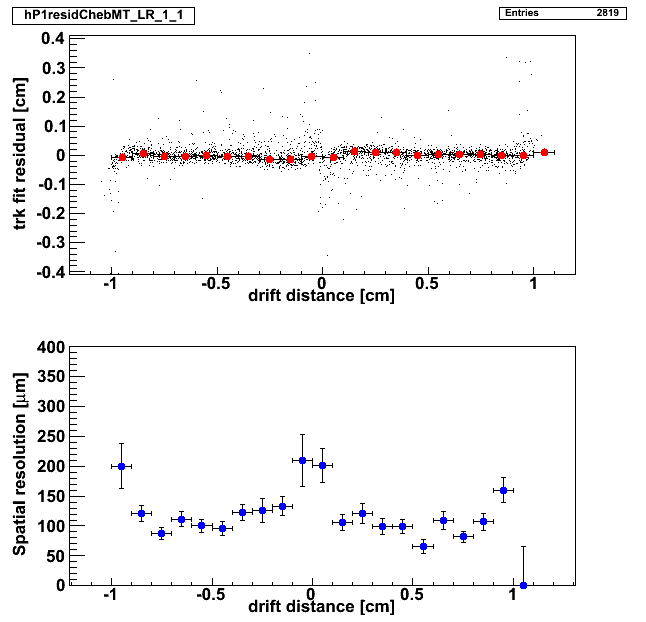 hP1residChebMT_LR_1_1
Entries 2819
trk fit residual [cm]
0.4
0.3
0.2
0.1
0
-0.1
-0.2
-0.3
-0.4
-1 -0.5 0 0.5 1
drift distance [cm]
Spatial resolution [μm]
400
350
300
250
200
150
100
50
0
-1 -0.5 0 0.5 1
drift distance [cm]